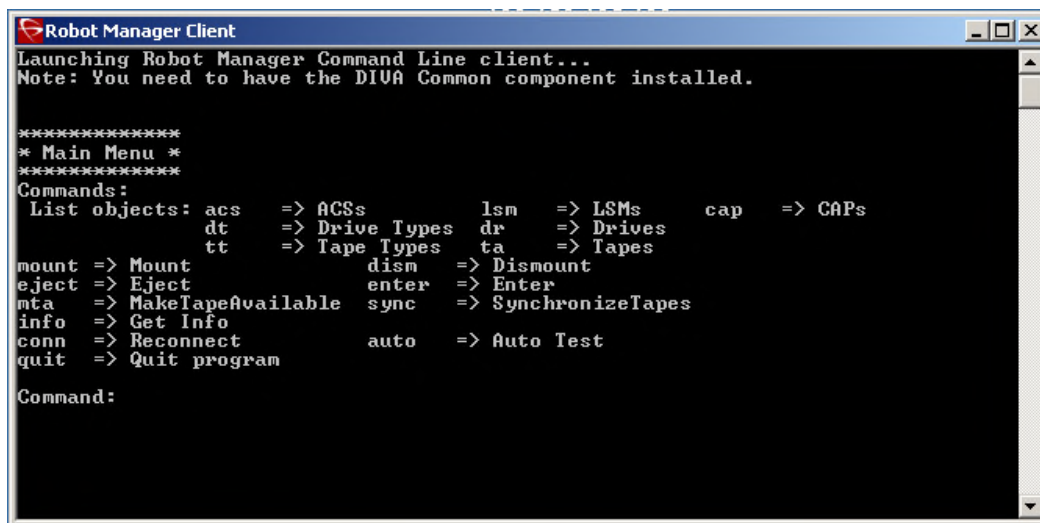 Robot Manager Client
Launching Robot Manager Command Line client...
Note: You need to have the DIVA Common component installed.
*************
* Main Menu *
*************
Commands:
 List objects: acs   => ACSs         lsm   => LSMs     cap   => CAPs
               dt    => Drive Types  dr    => Drives
               tt    => Tape Types   ta    => Tapes
mount => Mount              dism   => Dismount
eject => Eject              enter  => Enter
mta   => MakeTapeAvailable  sync   => SynchronizeTapes
info  => Get Info
conn  => Reconnect          auto   => Auto Test
quit  => Quit program
Command: